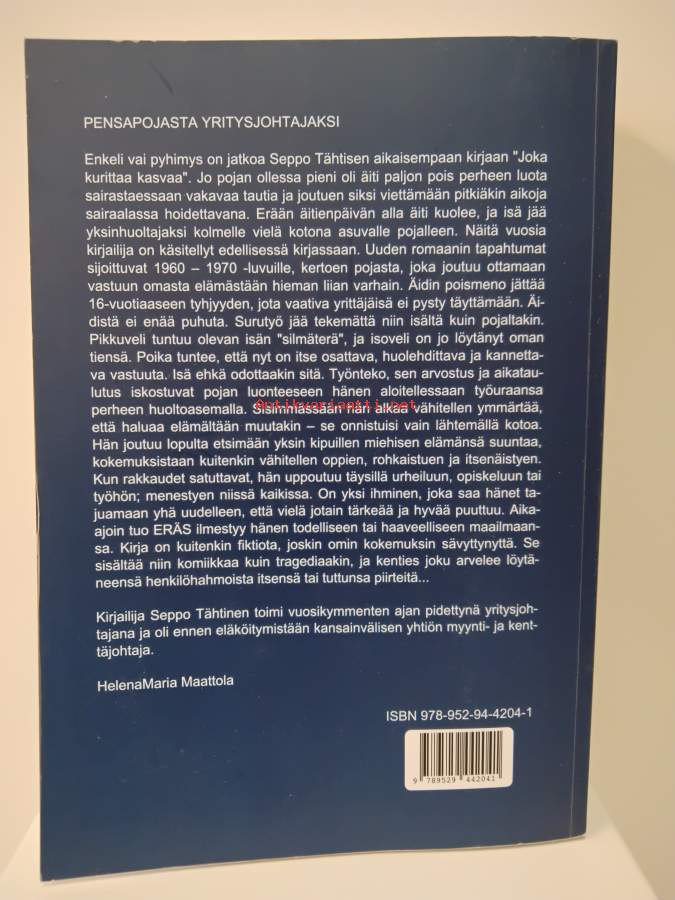 PENSAPOJASTA YRITYSJOHTAJAKSI
Enkeli vai pyhimys on jatkoa Seppo Tähtisen aikaisempaan kirjaan "Joka
kurittaa kasvaa". Jo pojan ollessa pieni oli äiti paljon pois perheen luota
sairastaessaan vakavaa tautia ja joutuen siksi viettämään pitkiäkin aikoja
sairaalassa hoidettavana. Erään äitienpäivän alla äiti kuolee, ja isä jää
yksinhuoltajaksi kolmelle vielä kotona asuvalle pojalleen. Näitä vuosia
kirjailija on käsitellyt edellisessä kirjassaan. Uuden romaanin tapahtumat
sijoittuvat 1960 – 1970 -luvuille, kertoen pojasta, joka joutuu ottamaan
vastuun omasta elämästään hieman liian varhain. Äidin poismeno jättää
16-vuotiaaseen tyhjyyden, jota vaativa yrittäjäisä ei pysty täyttämään. Äi-
distä ei enää puhuta. Surutyö jää tekemättä niin isältä kuin pojaltakin.
Pikkuveli tuntuu olevan isän "silmäterä", ja isoveli on jo löytänyt oman
tiensä. Poika tuntee, että nyt on itse osattava, huolehdittava ja kannetta-
va vastuuta. Isä ehkä odottaakin sitä. Työnteko, sen arvostus ja aikatau-
lutus iskostuvat pojan luonteeseen hänen aloitellessaan työuraansa
perheen huoltoasemalla. Sisimmässään hän alkaa vähitellen ymmärtää,
Antikvariaatti.net
että haluaa elämältään muutakin – se onnistuisi vain lähtemällä kotoa.
Hän joutuu lopulta etsimään yksin kipuillen miehisen elämänsä suuntaa,
kokemuksistaan kuitenkin vähitellen oppien, rohkaistuen ja itsenäistyen.
Kun rakkaudet satuttavat, hän uppoutuu täysillä urheiluun, opiskeluun tai
työhön; menestyen niissä kaikissa. On yksi ihminen, joka saa hänet ta-
juamaan yhä uudelleen, että vielä jotain tärkeää ja hyvää puuttuu. Aika-
ajoin tuo ERÄS ilmestyy hänen todelliseen tai haaveelliseen maailmaan-
sa. Kirja on kuitenkin fiktiota, joskin omin kokemuksin sävyttynyttä. Se
sisältää niin komiikkaa kuin tragediaakin, ja kenties joku arvelee löytä-
neensä henkilöhahmoista itsensä tai tuttunsa piirteitä...
Kirjailija Seppo Tähtinen toimi vuosikymmenten ajan pidettynä yritysjoh-
tajana ja oli ennen eläköitymistään kansainvälisen yhtiön myynti- ja kent-
täjohtaja.
HelenaMaria Maattola
ISBN 978-952-94-4204-1
9 789529 442041